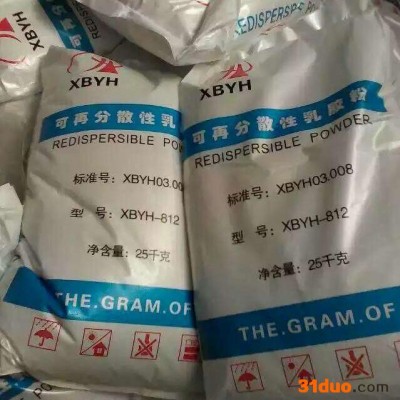 REDISPERSIBLE PO
XBYH
可再分散性乳
REDISPERSIBLE POW
标准号: XBYH03.00
型 号: XBYH-812
净含量: 25千克
THE.GRAM.OF
XBYH
可再分散性乳胶粉
REDISPERSIBLE POWDER
标准号: XBYH03.008
型 号: XBYH-812
净含量: 25千克
THE.GRAM.OF
31duo.com